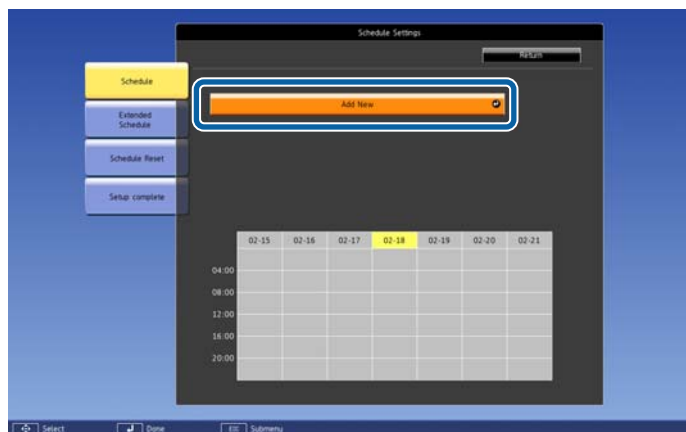 Schedule Settings
Return
Schedule
Add New
Extended
Schedule
Schedule Reset
Setup complete
02-15 02-16 02-17 02-18 02-19 02-20 02-21
04:00
08:00
12:00
16:00
20:00
Select Done Esc Submenu